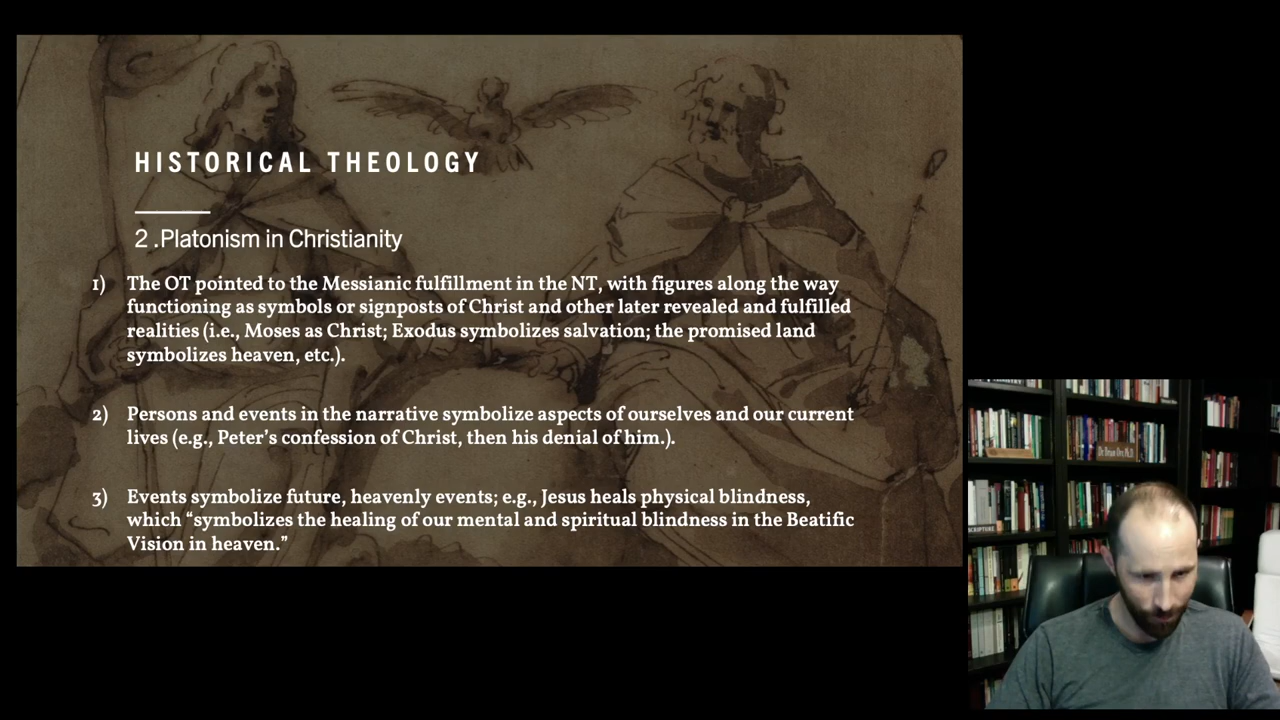 HISTORICAL THEOLOGY
2 .Platonism in Christianity
1) The OT pointed to the Messianic fulfillment in the NT, with figures along the way
functioning as symbols or signposts of Christ and other later revealed and fulfilled
realities (i.e., Moses as Christ; Exodus symbolizes salvation; the promised land
symbolizes heaven, etc.).
2) Persons and events in the narrative symbolize aspects of ourselves and our current
lives (e.g., Peter's confession of Christ, then his denial of him.).
3) Events symbolize future, heavenly events; e.g., Jesus heals physical blindness,
which “symbolizes the healing of our mental and spiritual blindness in the Beatific
Vision in heaven.”
SCRIPTURE